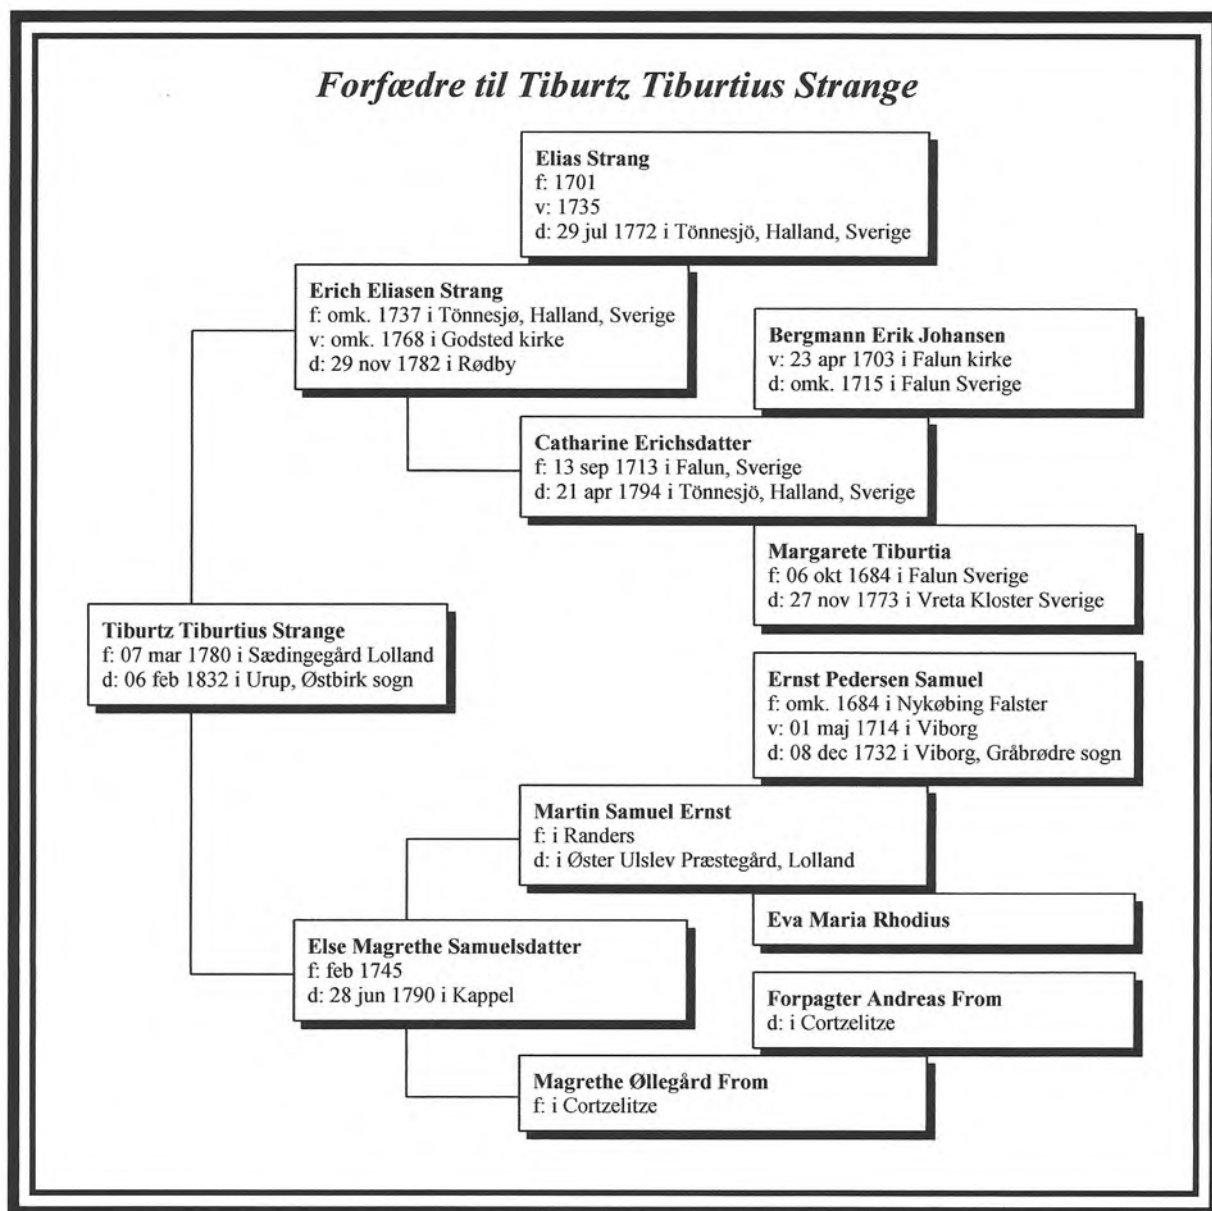 Forfædre til Tiburtz Tiburtius Strange
Elias Strang
f: 1701
v: 1735
d: 29 jul 1772 i Tönnesjö, Halland, Sverige
Erich Eliasen Strang
f: omk. 1737 i Tönnesjø, Halland, Sverige
v: omk. 1768 i Godsted kirke
d: 29 nov 1782 i Rødby
Bergmann Erik Johansen
v: 23 apr 1703 i Falun kirke
d: omk. 1715 i Falun Sverige
Catharine Erichsdatter
f: 13 sep 1713 i Falun, Sverige
d: 21 apr 1794 i Tönnesjö, Halland, Sverige
Margarete Tiburtia
f: 06 okt 1684 i Falun Sverige
d: 27 nov 1773 i Vreta Kloster Sverige
Tiburtz Tiburtius Strange
f: 07 mar 1780 i Sædingegård Lolland
d: 06 feb 1832 i Urup, Østbirk sogn
Ernst Pedersen Samuel
f: omk. 1684 i Nykøbing Falster
v: 01 maj 1714 i Viborg
d: 08 dec 1732 i Viborg, Gråbrødre sogn
Martin Samuel Ernst
f: i Randers
d: i Øster Ulslev Præstegård, Lolland
Eva Maria Rhodius
Else Magrethe Samuelsdatter
f: feb 1745
d: 28 jun 1790 i Kappel
Forpagter Andreas From
d: i Cortzelitze
Magrethe Øllegård From
f: i Cortzelitze